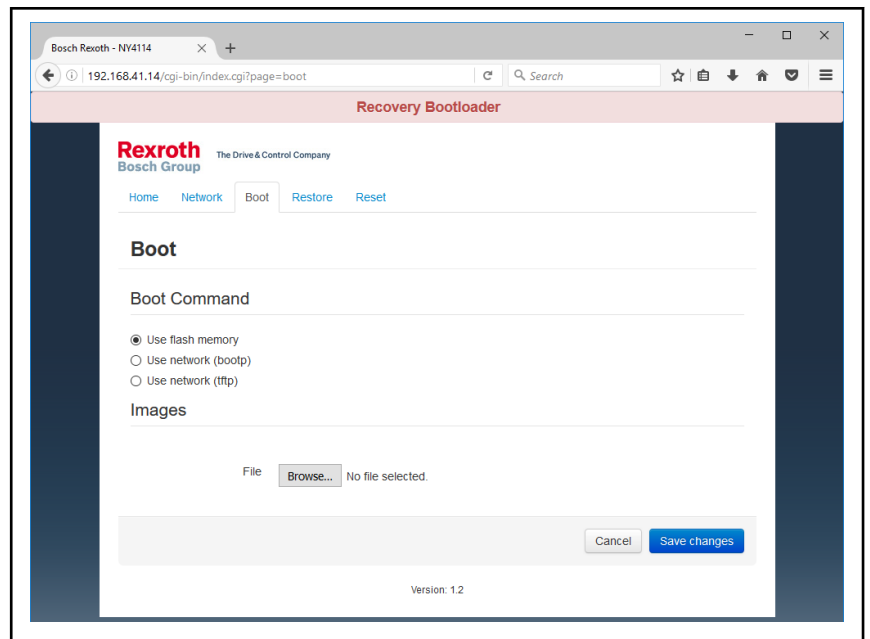 Bosch Rexoth - NY4114
192.168.41.14/cgi-bin/index.cgi?page=boot
Search
Recovery Bootloader
Rexroth
Bosch Group
The Drive & Control Company
Home Network Boot Restore Reset
Boot
Boot Command
Use flash memory
Use network (bootp)
Use network (tftp)
Images
File Browse... No file selected.
Cancel Save changes
Version: 1.2